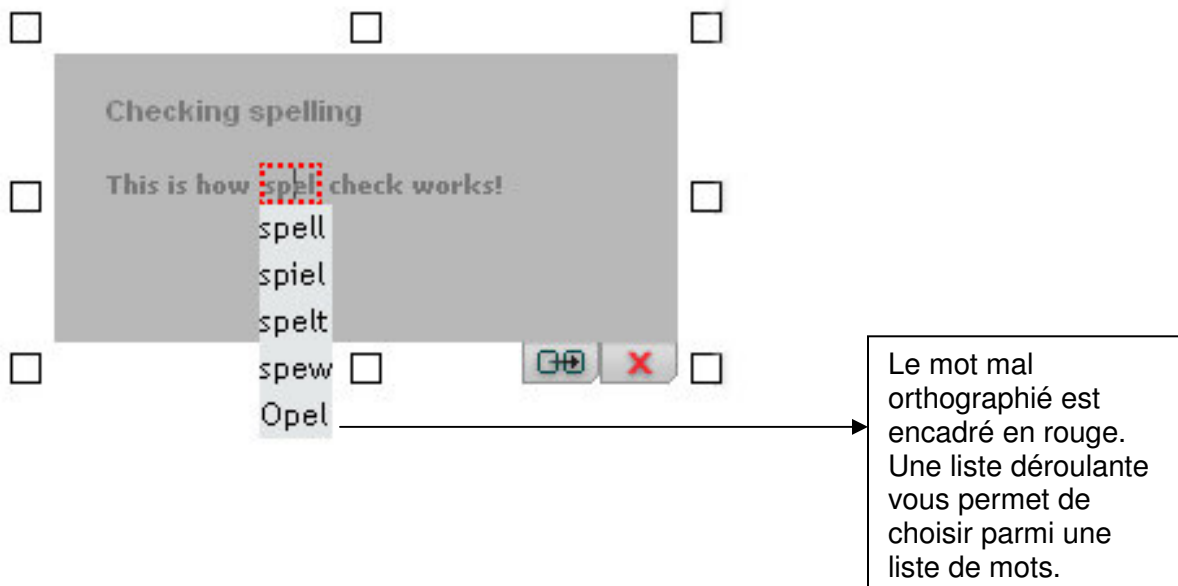 Checking spelling
This is how spel check works!
spell
spiel
spelt
spew
Opel
Le mot mal
orthographié est
encadré en rouge.
Une liste déroulante
vous permet de
choisir parmi une
liste de mots.